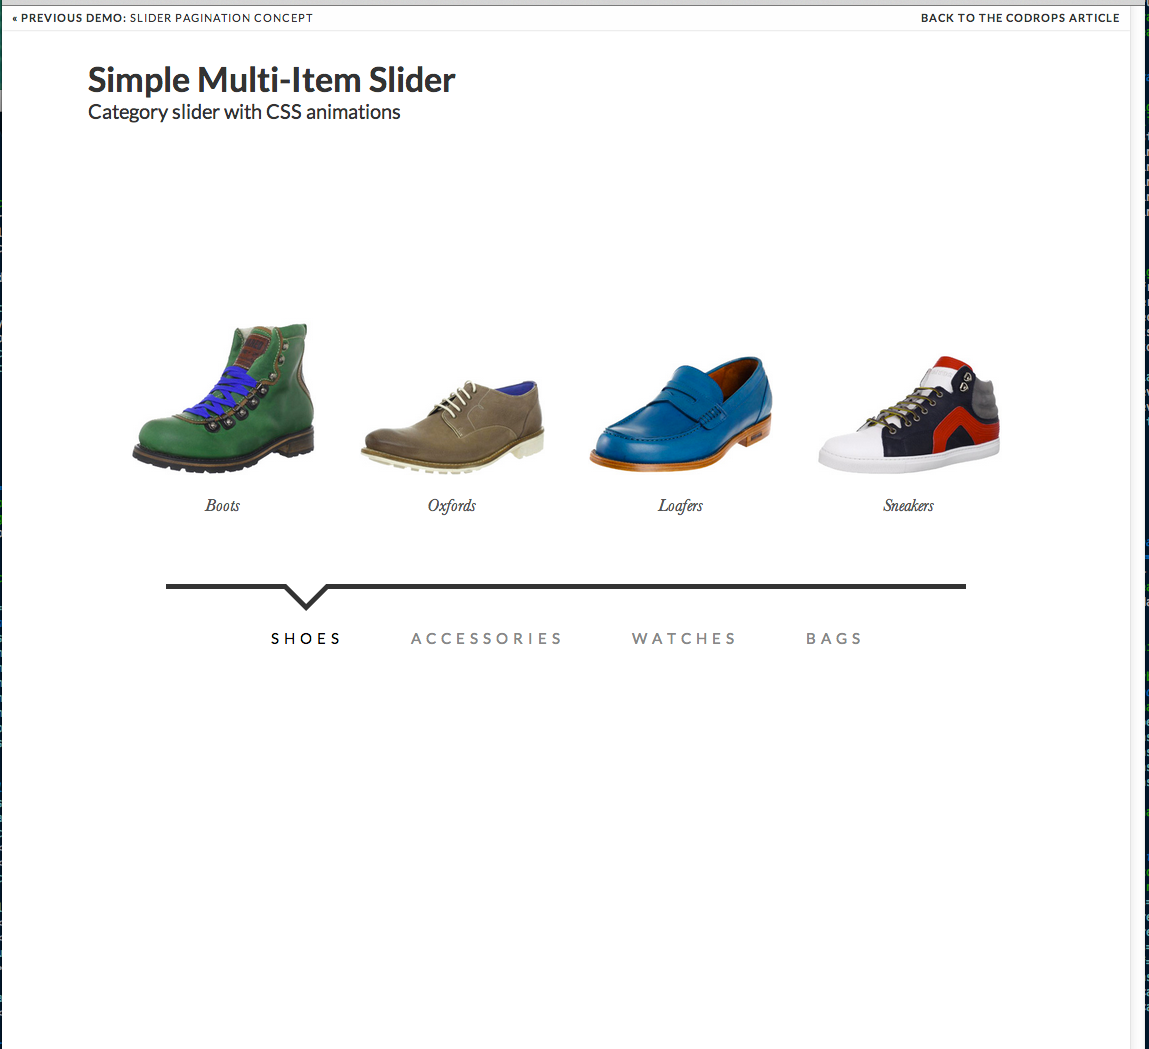 « PREVIOUS DEMO: SLIDER PAGINATION CONCEPT
BACK TO THE CODROPS ARTICLE
Simple Multi-Item Slider
Category slider with CSS animations
Boots
Oxfords
Loafers
Sneakers
SHOES
ACCESSORIES
WATCHES
BAGS